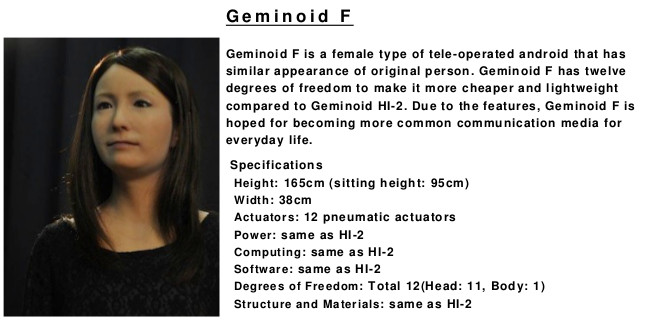 Geminoid F
Geminoid F is a female type of tele-operated android that has
similar appearance of original person. Geminoid F has twelve
degrees of freedom to make it more cheaper and lightweight
compared to Geminoid HI-2. Due to the features, Geminoid F is
hoped for becoming more common communication media for
everyday life.
Specifications
Height: 165cm (sitting height: 95cm)
Width: 38cm
Actuators: 12 pneumatic actuators
Power: same as HI-2
Computing: same as HI-2
Software: same as HI-2
Degrees of Freedom: Total 12(Head: 11, Body: 1)
Structure and Materials: same as HI-2